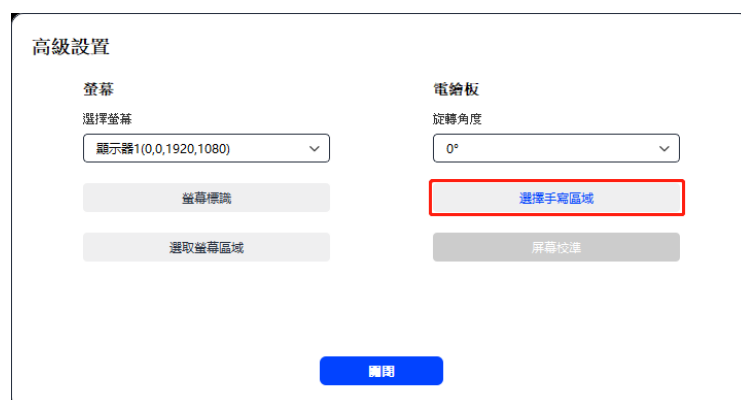 高級設置
螢幕
電繪板
選擇螢幕
旋轉角度
顯示器1(0,0,1920,1080)
0°
螢幕標識
選擇手寫區域
選取螢幕區域
屏幕校準
關閉